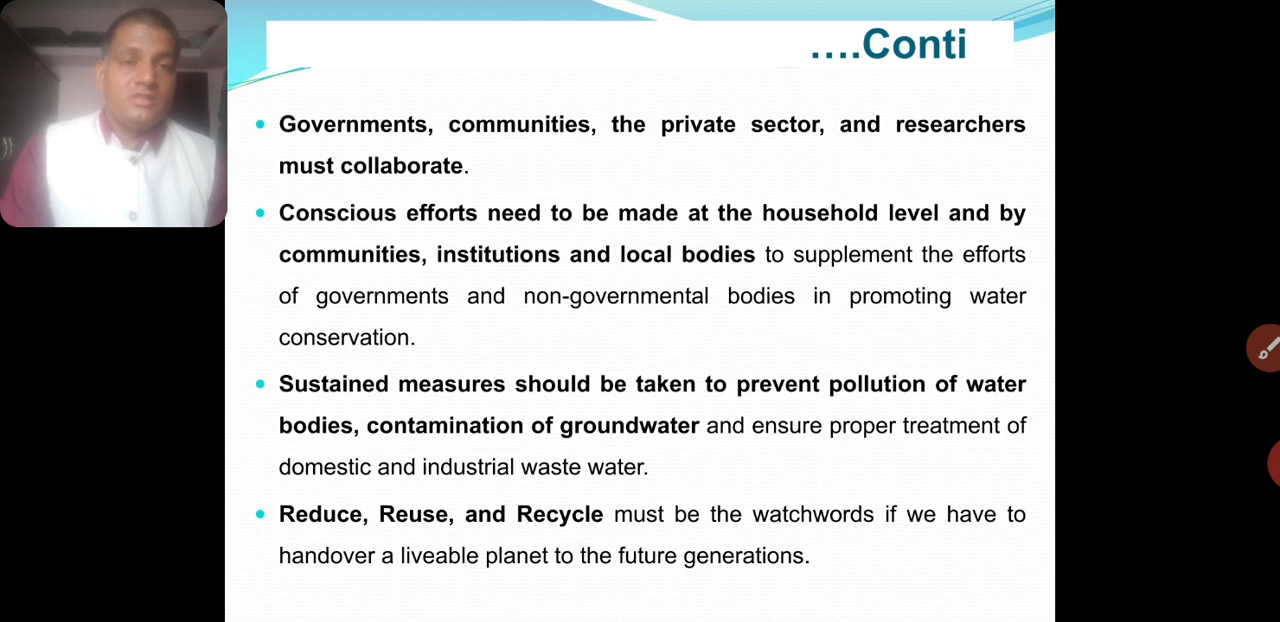 ....Conti
Governments, communities, the private sector, and researchers
must collaborate.
Conscious efforts need to be made at the household level and by
communities, institutions and local bodies to supplement the efforts
of governments and non-governmental bodies in promoting water
conservation.
Sustained measures should be taken to prevent pollution of water
bodies, contamination of groundwater and ensure proper treatment of
domestic and industrial waste water.
Reduce, Reuse, and Recycle must be the watchwords if we have to
handover a liveable planet to the future generations.